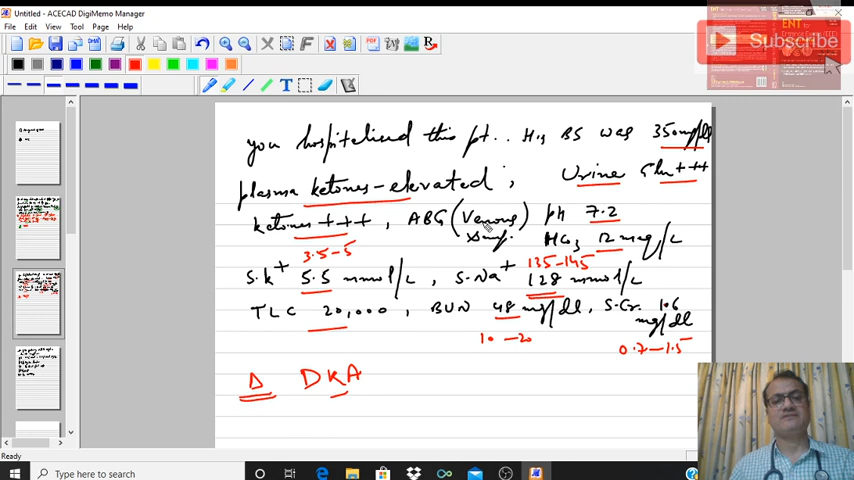 Untitled - ACECAD DigiMemo Manager
File Edit View Tool Page Help
ENT
Subscribe
you hospitalised this pt.. His BS was 350mg/dl
plasma ketones-elevated, Urine Glu+++
ketones +++, ABG (Venous Samp.) pH 7.2
HCO3 12 meq/L
3.5-5 135-145
S.K+ 5.5 mmol/L, S.Na+ 128 mmol/L
TLC 20,000, BUN 48 mg/dl, S.Cr. 1.6 mg/dl
10-20 0.7-1.5
Δ DKA
Ready
Type here to search